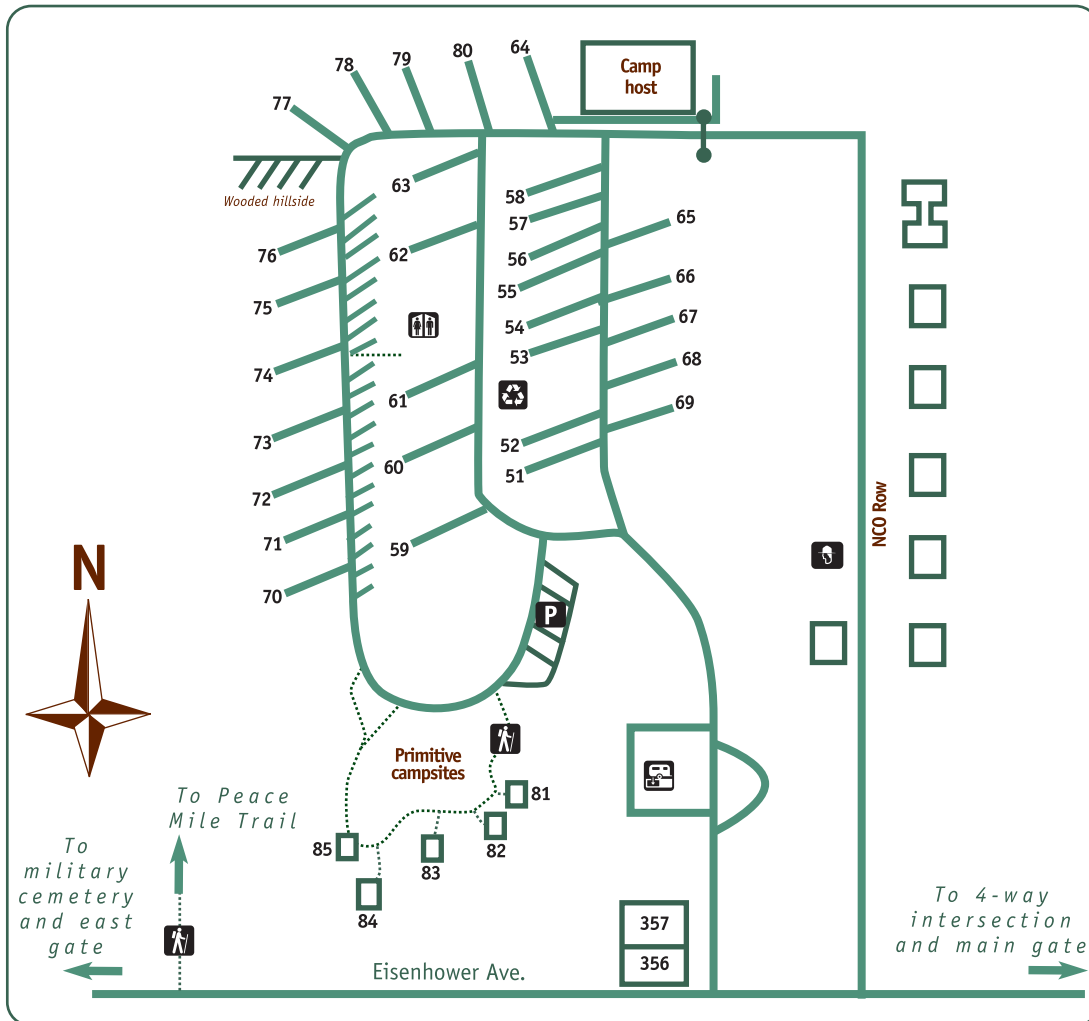 64
80
79
78
77
Camp
host
Wooded hillside
63
58
57
65
76
62
56
55
66
75
54
67
53
68
74
61
69
73
52
60
51
72
NCO Row
71
59
70
N
P
Primitive
campsites
81
82
85
83
84
To Peace
Mile Trail
To
military
cemetery
and east
gate
357
356
To 4-way
intersection
and main gate
Eisenhower Ave.